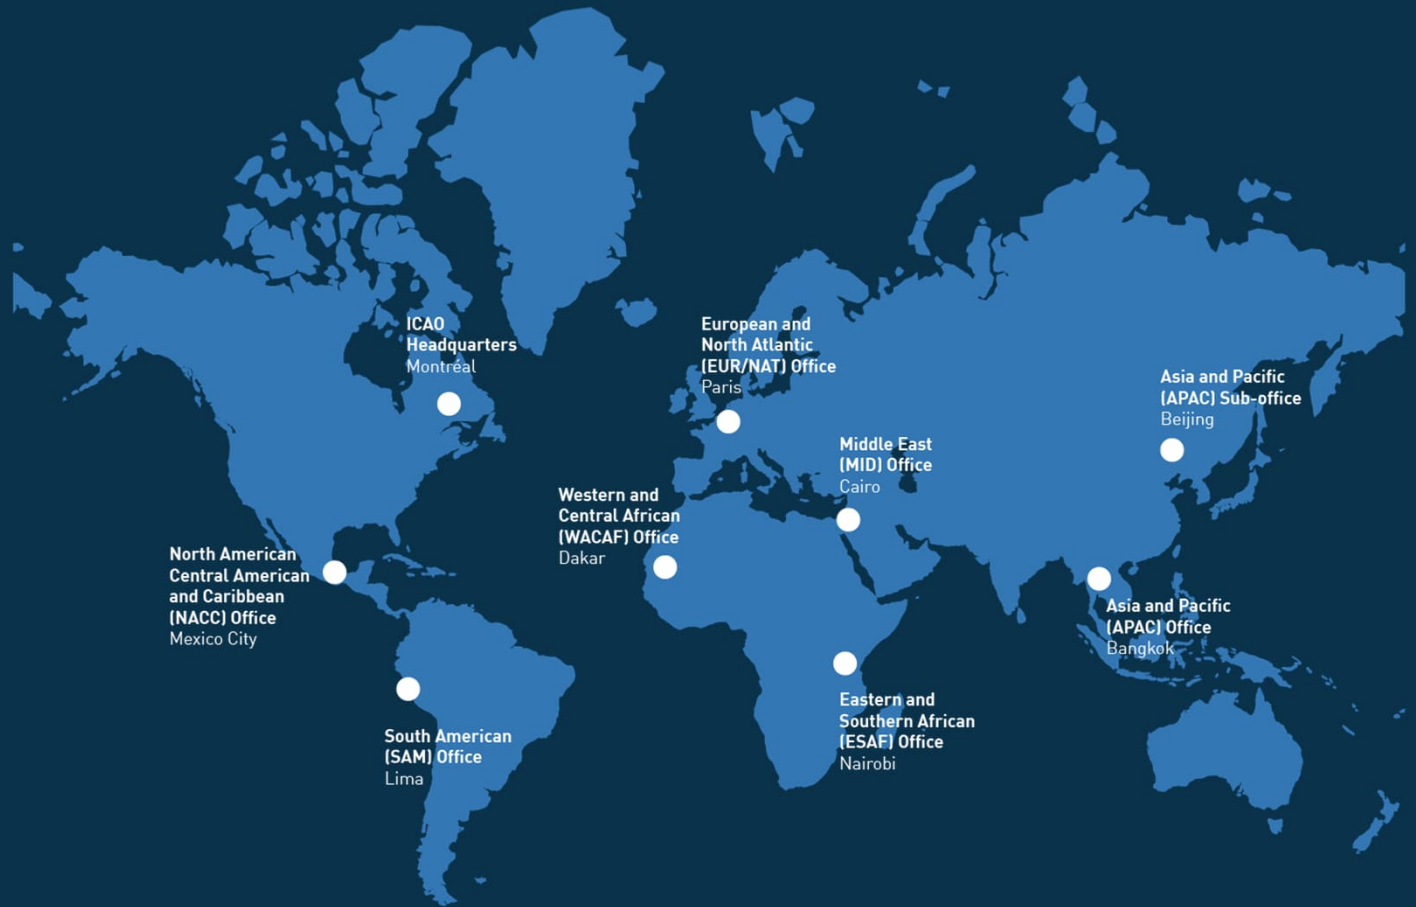 ICAO
Headquarters
Montréal
European and
North Atlantic
(EUR/NAT) Office
Paris
Asia and Pacific
(APAC) Sub-office
Beijing
Middle East
(MID) Office
Cairo
Western and
Central African
(WACAF) Office
Dakar
North American
Central American
and Caribbean
(NACC) Office
Mexico City
Asia and Pacific
(APAC) Office
Bangkok
South American
(SAM) Office
Lima
Eastern and
Southern African
(ESAF) Office
Nairobi